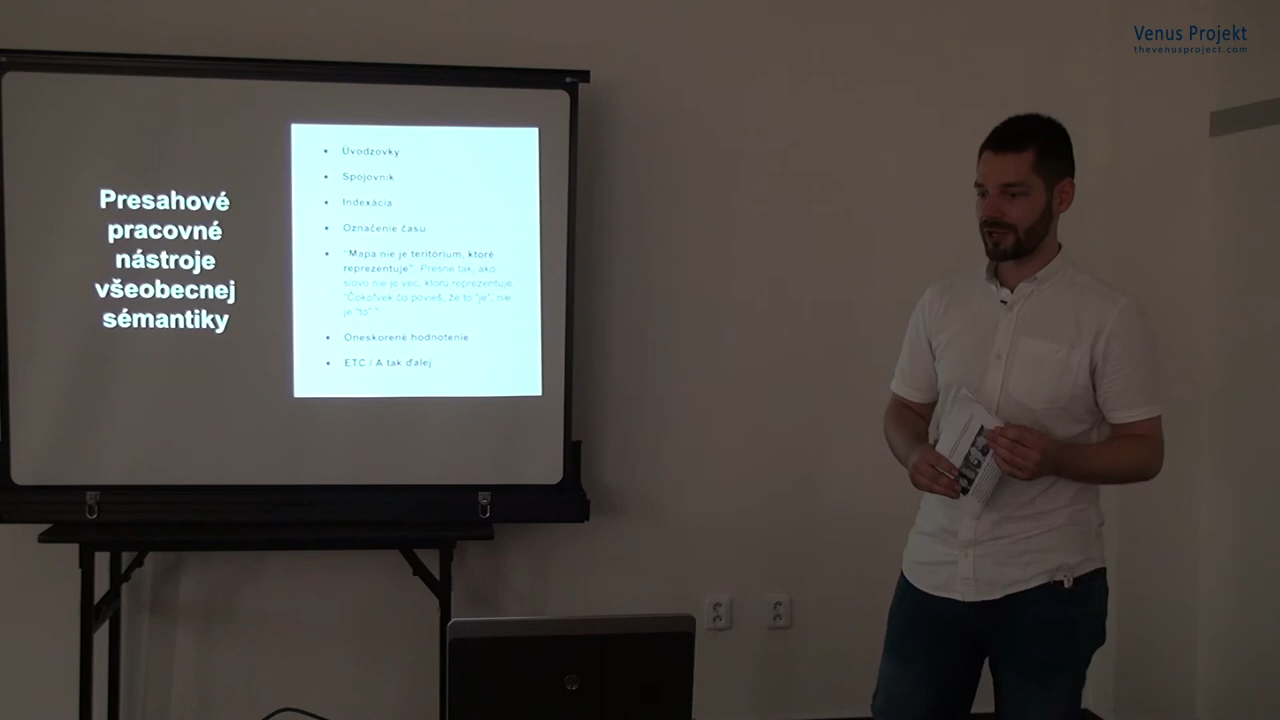 Venus Projekt
thevenusproject.com
Presahové
pracovné
nástroje
všeobecnej
sémantiky
• Úvodzovky
• Spojovník
• Indexácia
• Označenie času
• "Mapa nie je teritórium, ktoré
reprezentuje". Presne tak, ako
slovo nie je vec, ktorú reprezentuje.
"Čokoľvek čo povieš, že to "je", nie
je "to"."
• Oneskorené hodnotenie
• ETC / A tak ďalej